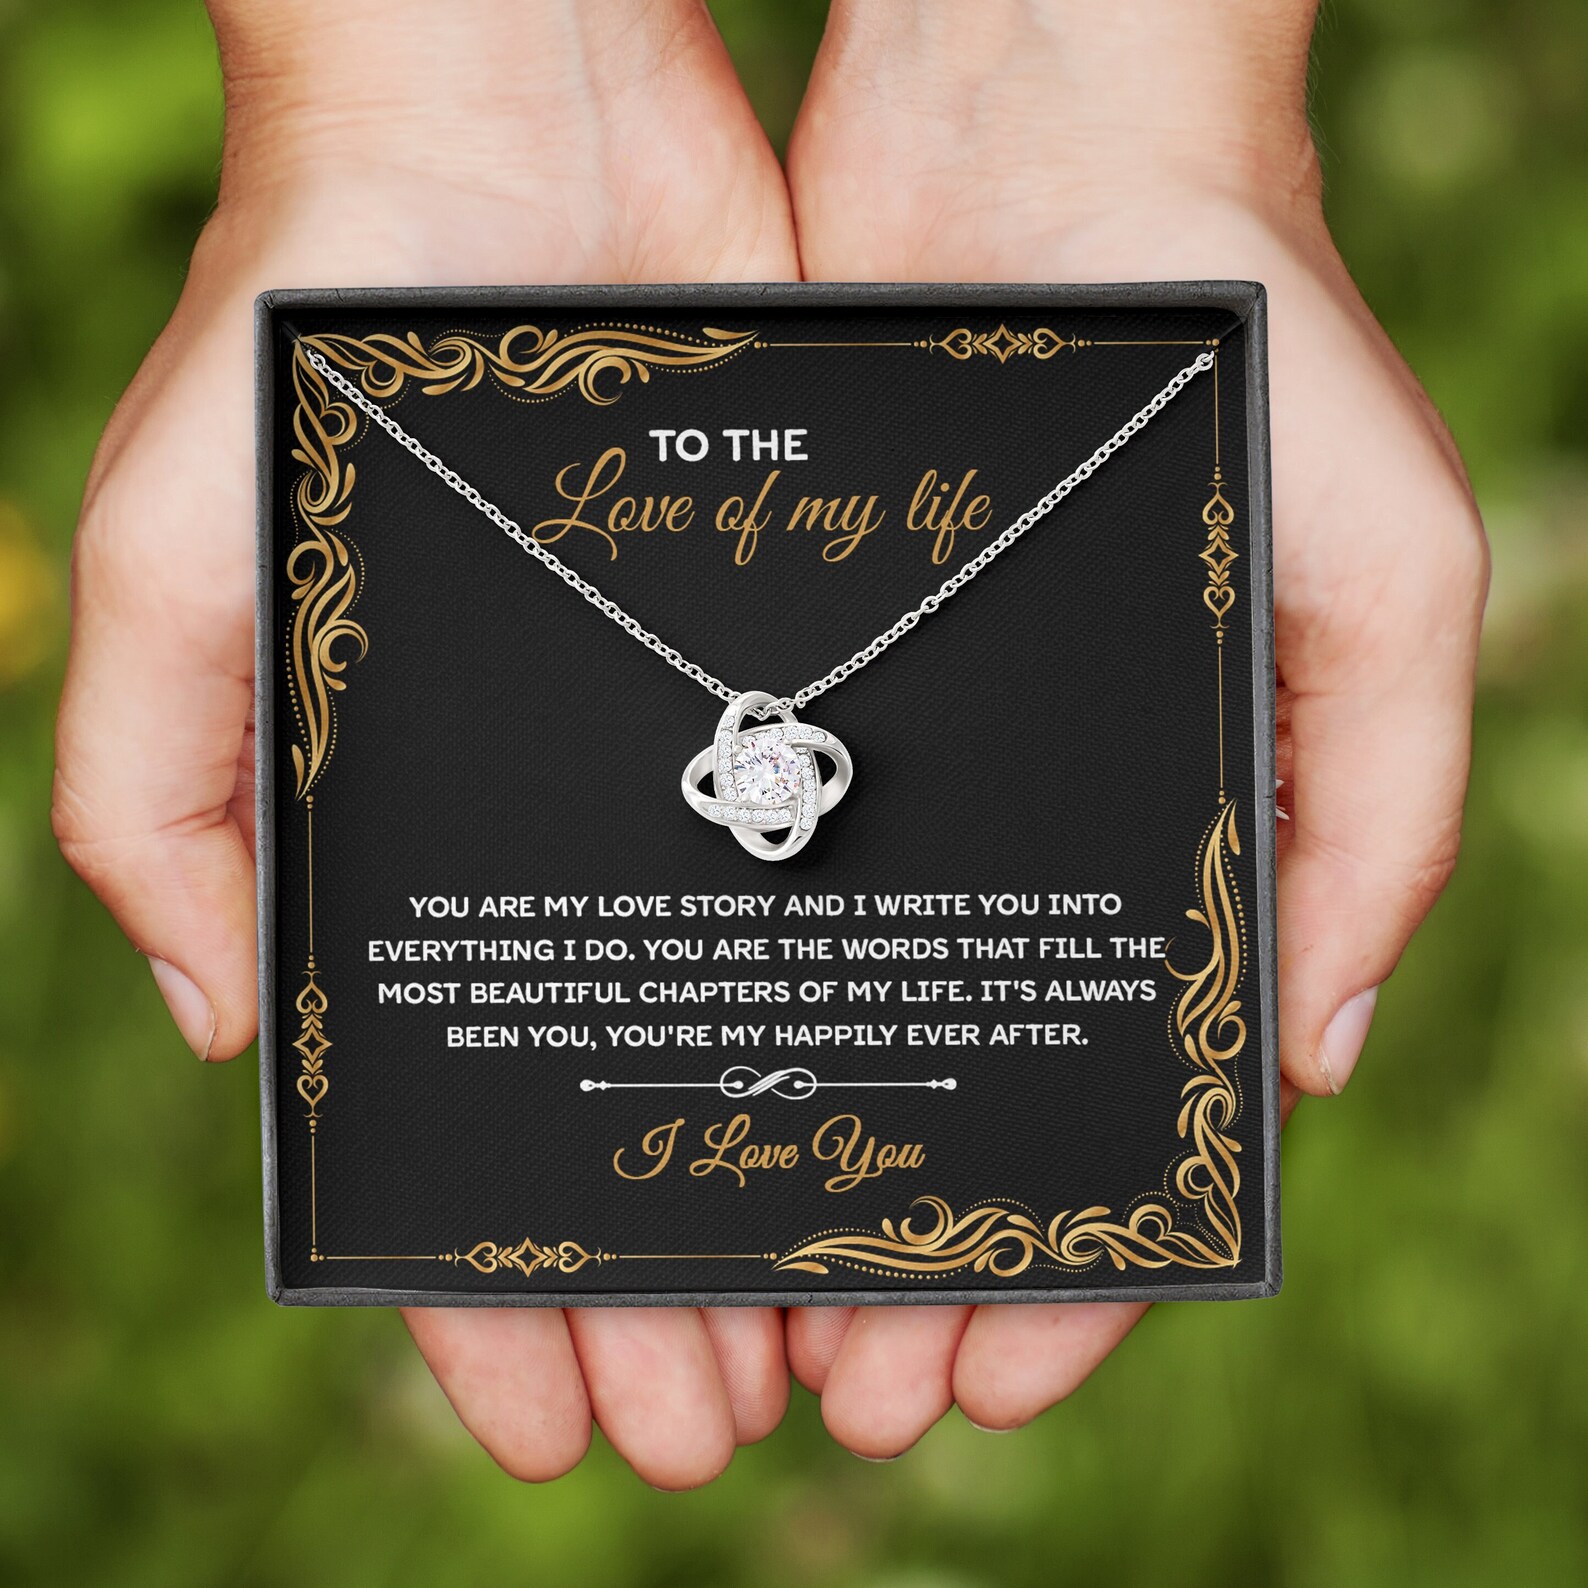 TO THE
Love of my life
YOU ARE MY LOVE STORY AND I WRITE YOU INTO
EVERYTHING I DO. YOU ARE THE WORDS THAT FILL THE
MOST BEAUTIFUL CHAPTERS OF MY LIFE. IT'S ALWAYS
BEEN YOU, YOU'RE MY HAPPILY EVER AFTER.
I Love You